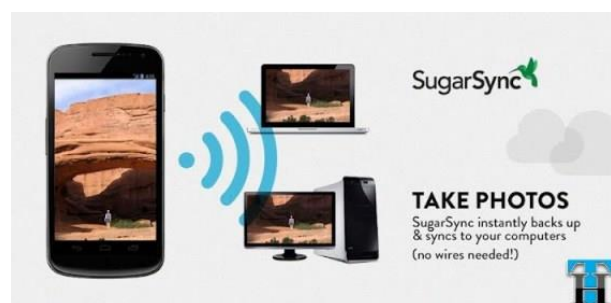 SugarSync
TAKE PHOTOS
SugarSync instantly backs up
& syncs to your computers
(no wires needed!)